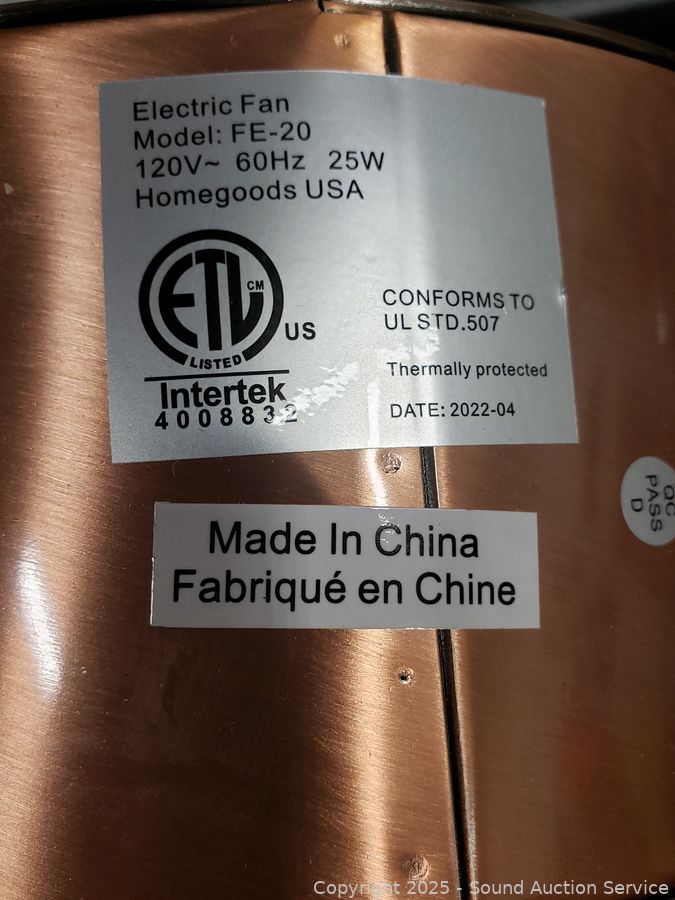 Electric Fan
Model: FE-20
120V~ 60Hz 25W
Homegoods USA
ETL CM
US
LISTED
Intertek
4008832
CONFORMS TO
UL STD.507
Thermally protected
DATE: 2022-04
QC
PASS
D
Made In China
Fabriqué en Chine
Copyright 2025 - Sound Auction Service